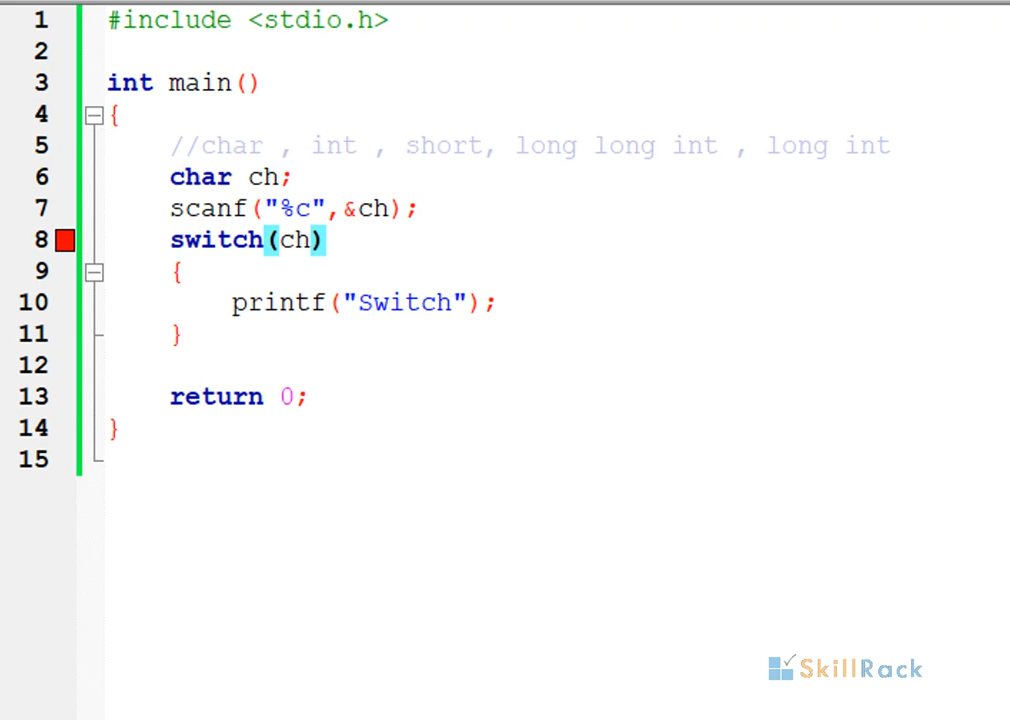 1 #include <stdio.h>
2
3 int main()
4 {
5 //char , int , short, long long int , long int
6 char ch;
7 scanf("%c",&ch);
8 switch(ch)
9 {
10 printf("Switch");
11 }
12
13 return 0;
14 }
15
SkillRack